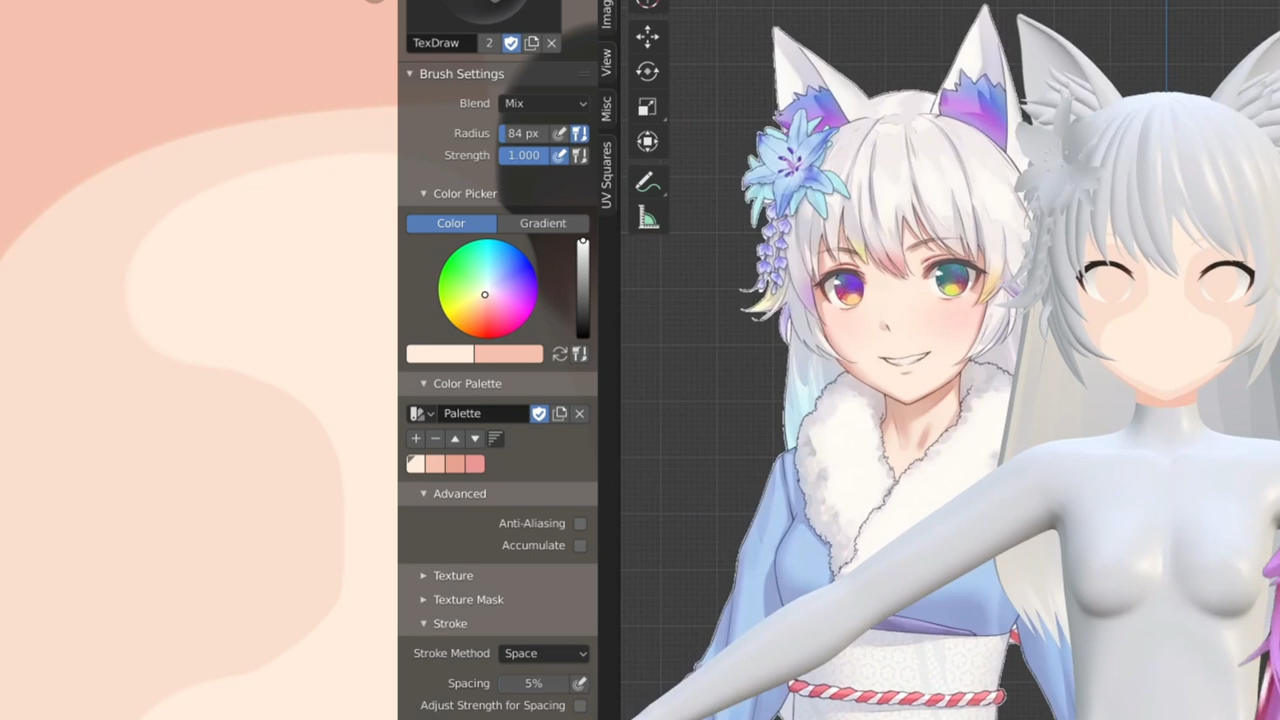 TexDraw 2
Brush Settings
Blend Mix
Radius 84 px
Strength 1.000
Color Picker
Color Gradient
Color Palette
Palette
Advanced
Anti-Aliasing
Accumulate
Texture
Texture Mask
Stroke
Stroke Method Space
Spacing 5%
Adjust Strength for Spacing
View
Misc
UV Squares